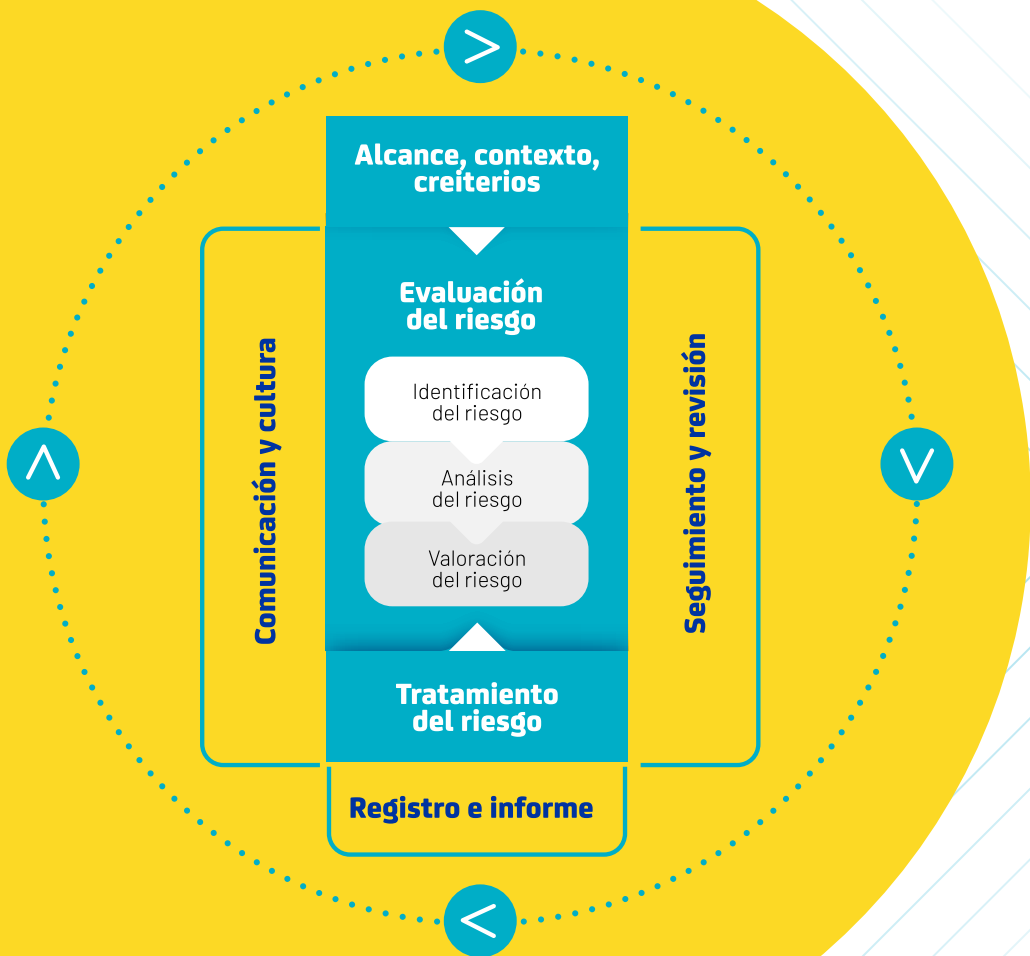 Alcance, contexto,
creiterios
Evaluación
del riesgo
Identificación
del riesgo
Análisis
del riesgo
Valoración
del riesgo
Comunicación y cultura
Seguimiento y revisión
Tratamiento
del riesgo
Registro e informe